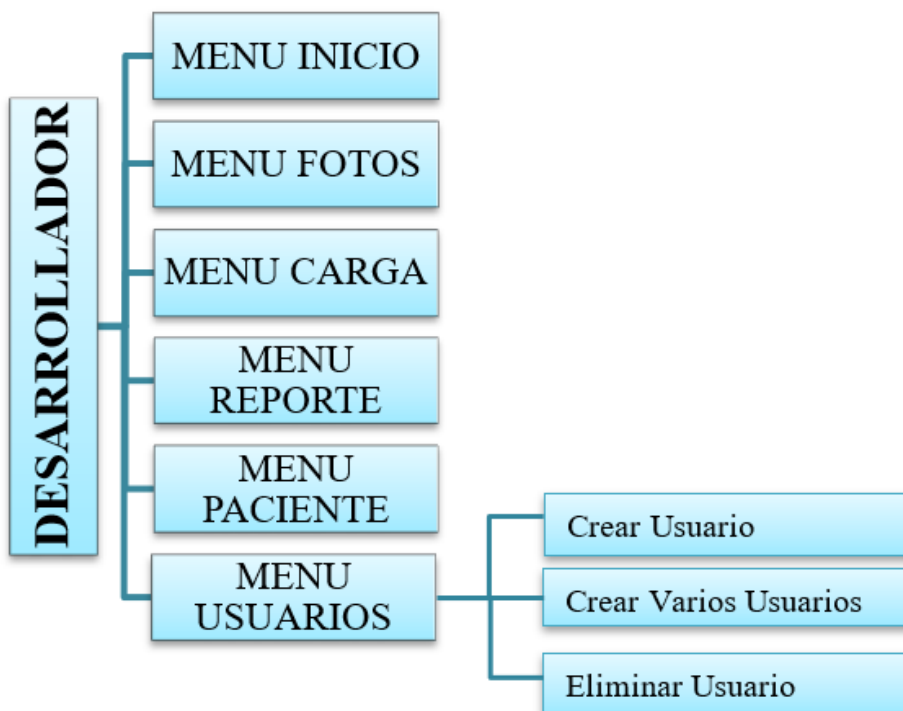 DESARROLLADOR
MENU INICIO
MENU FOTOS
MENU CARGA
MENU
REPORTE
MENU
PACIENTE
MENU
USUARIOS
Crear Usuario
Crear Varios Usuarios
Eliminar Usuario